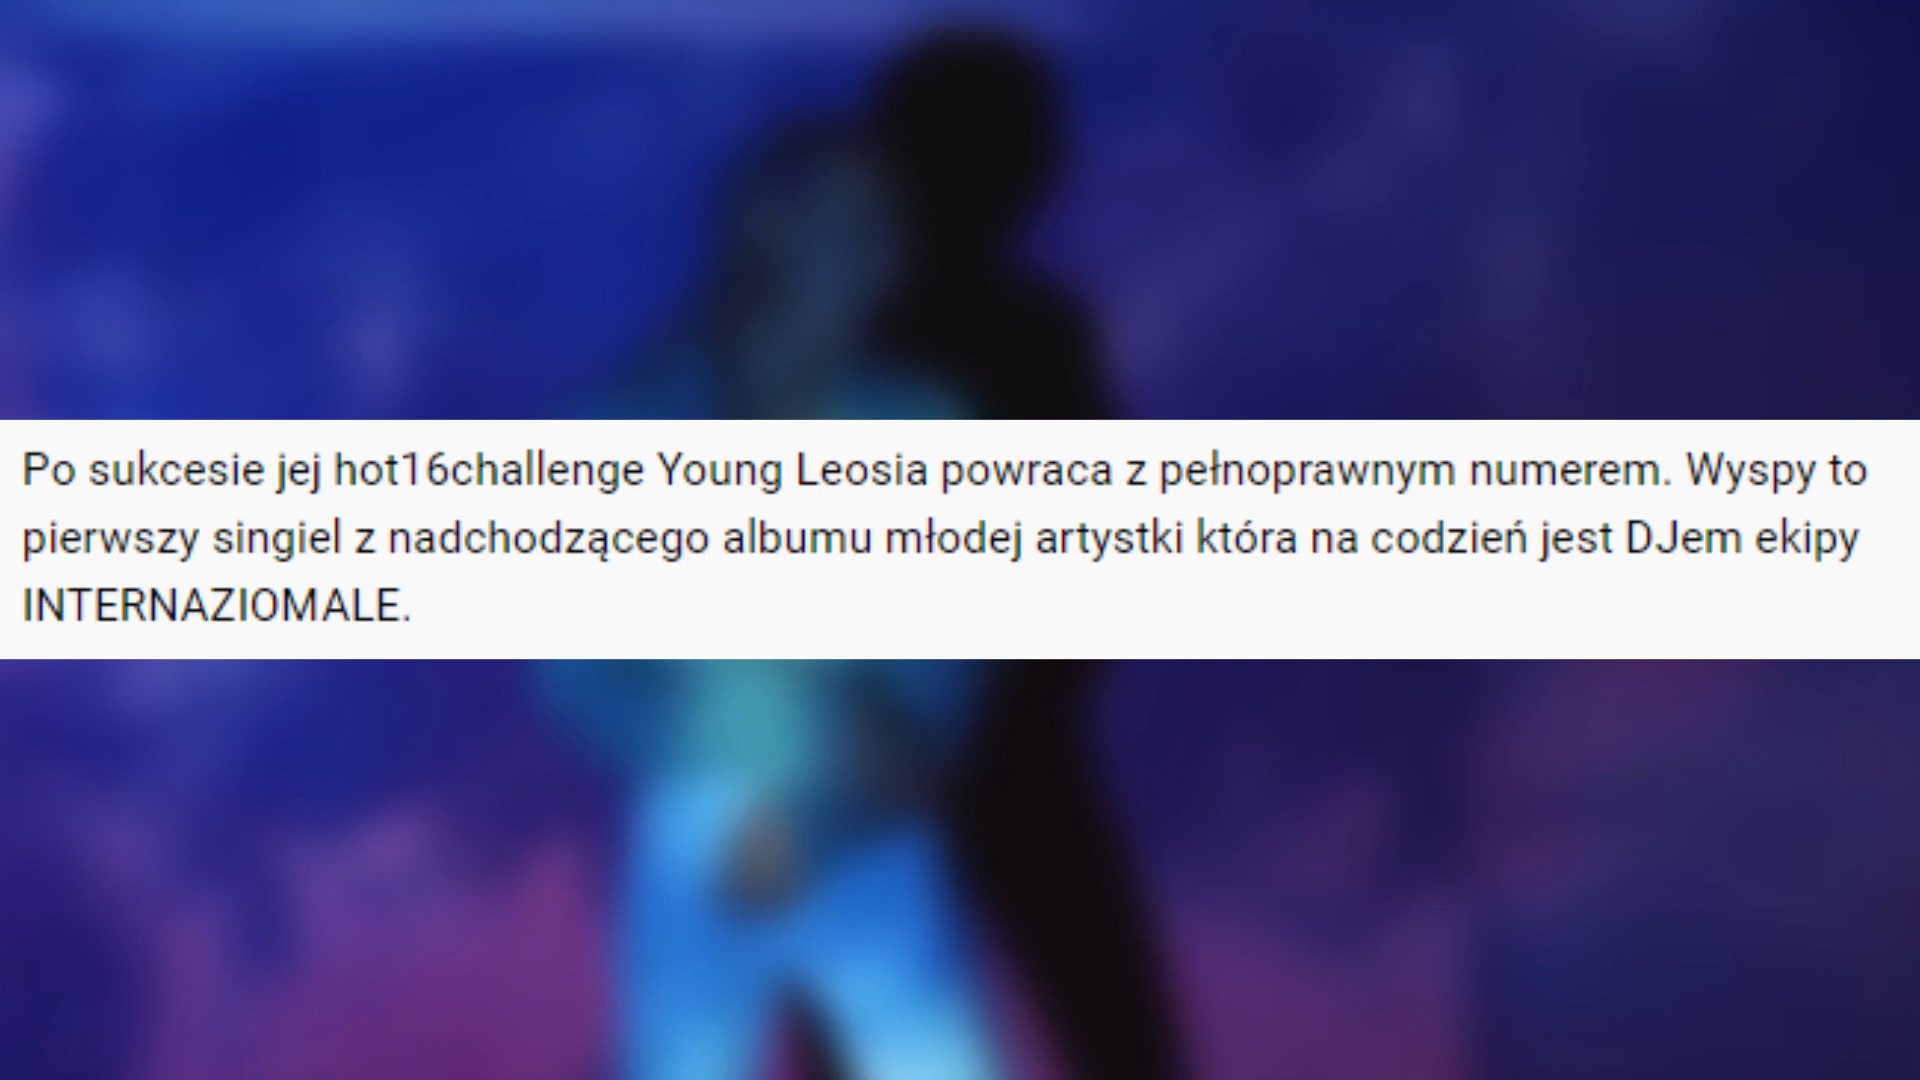 Po sukcesie jej hot16challenge Young Leosia powraca z pełnoprawnym numerem. Wyspy to
pierwszy singiel z nadchodzącego albumu młodej artystki która na codzień jest DJem ekipy
INTERNAZIOMALE.